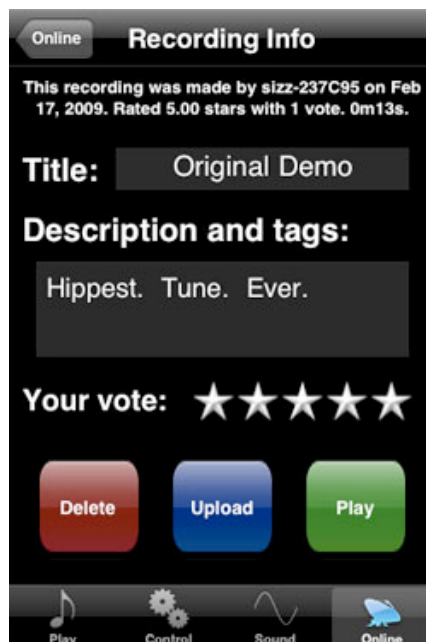 Online
Recording Info
This recording was made by sizz-237C95 on Feb
17, 2009. Rated 5.00 stars with 1 vote. 0m13s.
Title: Original Demo
Description and tags:
Hippest. Tune. Ever.
Your vote:
Delete Upload Play
Play Control Sound Online